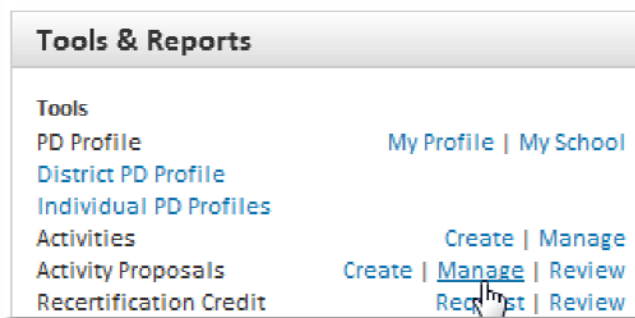 Tools & Reports
Tools
PD Profile My Profile | My School
District PD Profile
Individual PD Profiles
Activities Create | Manage
Activity Proposals Create | Manage | Review
Recertification Credit Request | Review